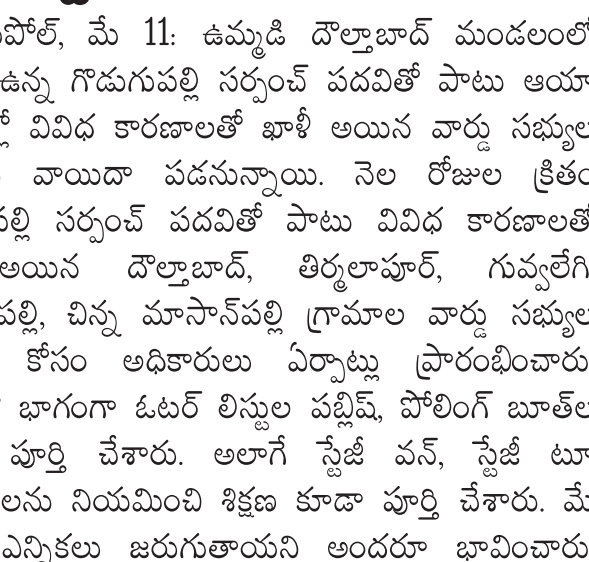 పోల్, మే 11: ఉమ్మడి దౌల్తాబాద్ మండలంలో
ఉన్న గొడుగుపల్లి సర్పంచ్ పదవితో పాటు ఆయా
వివిధ కారణాలతో ఖాళీ అయిన వార్డు సభ్యుల
వాయిదా పడనున్నాయి. నెల రోజుల క్రితం
పల్లి సర్పంచ్ పదవితో పాటు వివిధ కారణాలతో
అయిన దౌల్తాబాద్, తిర్మలాపూర్, గువ్వలేగి
పల్లి, చిన్న మాసాన్‌పల్లి గ్రామాల వార్డు సభ్యుల
కోసం అధికారులు ఏర్పాట్లు ప్రారంభించారు
భాగంగా ఓటర్ లిస్టుల పబ్లిష్, పోలింగ్ బూత్‌ల
పూర్తి చేశారు. అలాగే స్టేజీ వన్, స్టేజీ టూ
లను నియమించి శిక్షణ కూడా పూర్తి చేశారు. మే
ఎన్నికలు జరుగుతాయని అందరూ భావించారు